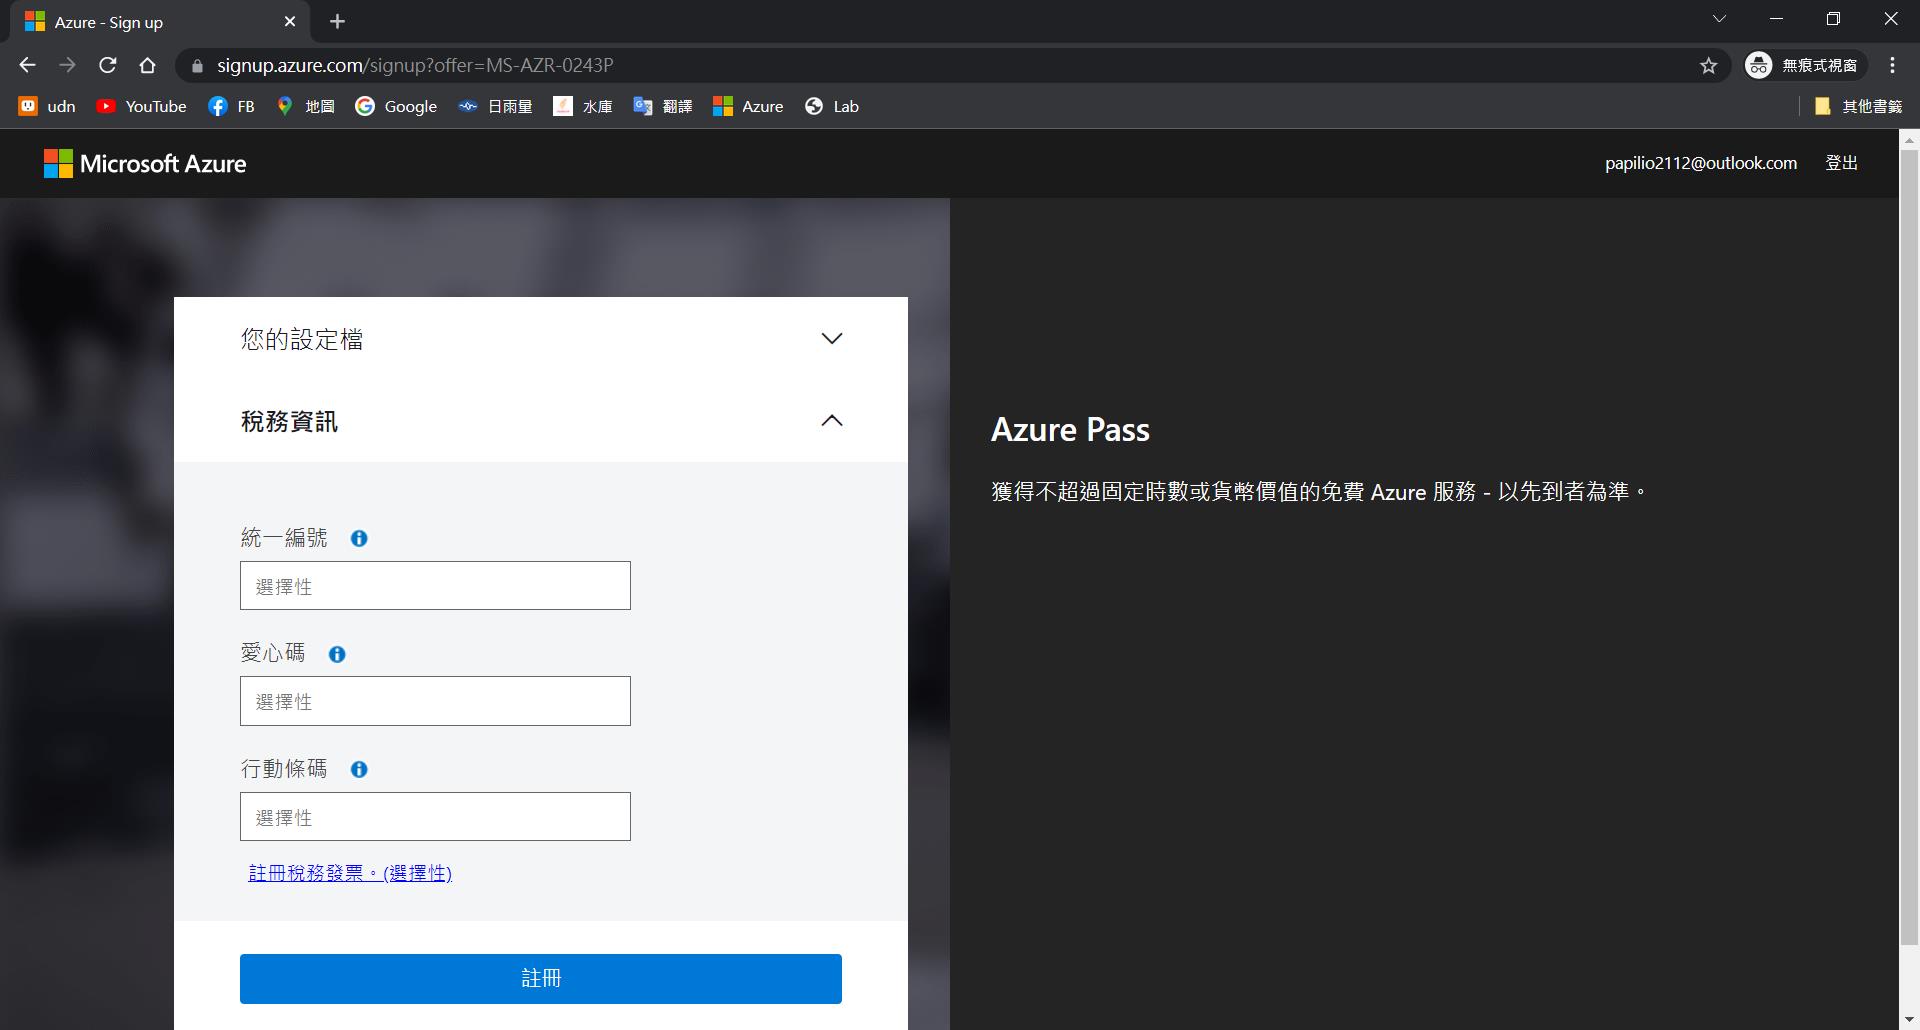 Azure - Sign up
signup.azure.com/signup?offer=MS-AZR-0243P
無痕式視窗
udn
YouTube
FB
地圖
Google
日雨量
水庫
翻譯
Azure
Lab
其他書籤
Microsoft Azure
papilio2112@outlook.com
登出
您的設定檔
稅務資訊
統一編號
選擇性
愛心碼
選擇性
行動條碼
選擇性
註冊稅務發票。(選擇性)
註冊
Azure Pass
獲得不超過固定時數或貨幣價值的免費 Azure 服務 - 以先到者為準。